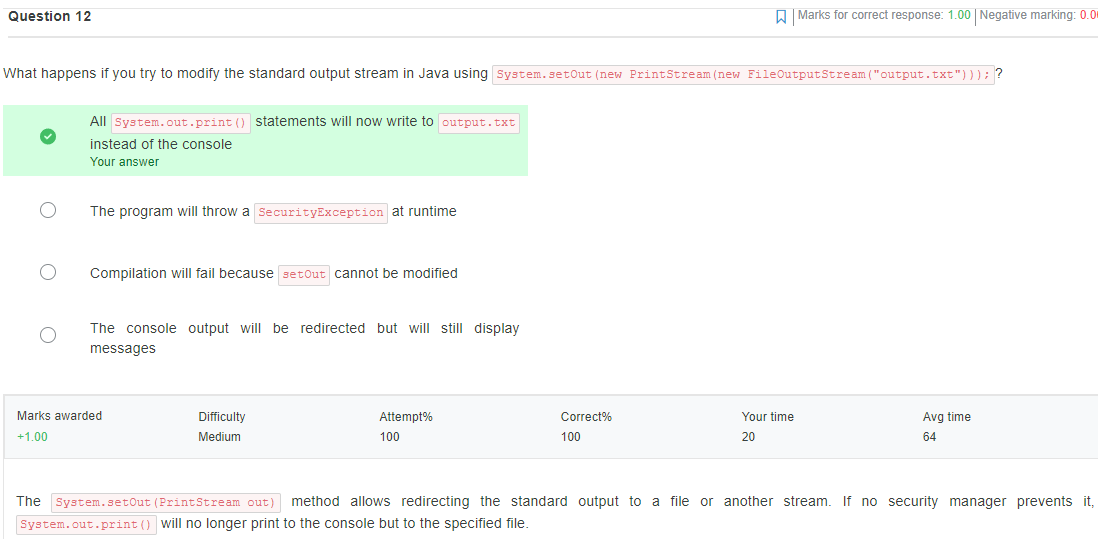 Question 12
Marks for correct response: 1.00 Negative marking: 0.0
What happens if you try to modify the standard output stream in Java using System.setOut(new PrintStream(new FileOutputStream("output.txt"))); ?
All System.out.print() statements will now write to output.txt
instead of the console
Your answer
The program will throw a SecurityException at runtime
Compilation will fail because setOut cannot be modified
The console output will be redirected but will still display
messages
Marks awarded Difficulty Attempt% Correct% Your time Avg time
+1.00 Medium 100 100 20 64
The System.setOut(PrintStream out) method allows redirecting the standard output to a file or another stream. If no security manager prevents it,
System.out.print() will no longer print to the console but to the specified file.